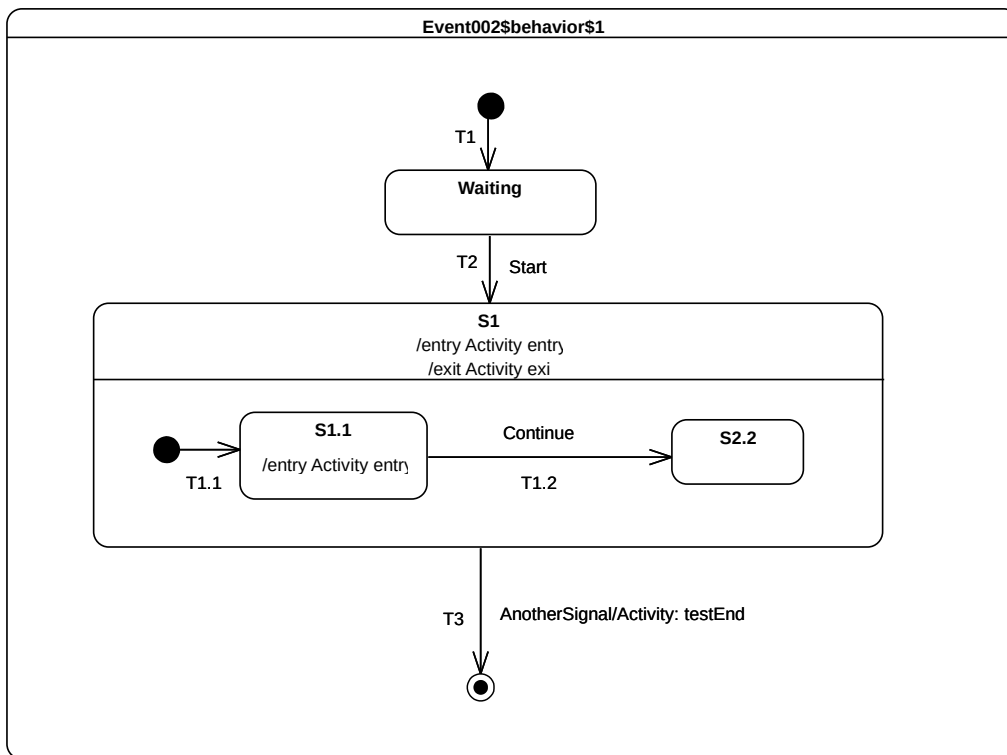 Event002$behavior$1
T1
Waiting
T2
Start
S1
/entry Activity entry
/exit Activity exi
S1.1
/entry Activity entry
T1.1
Continue
T1.2
S2.2
T3
AnotherSignal/Activity: testEnd